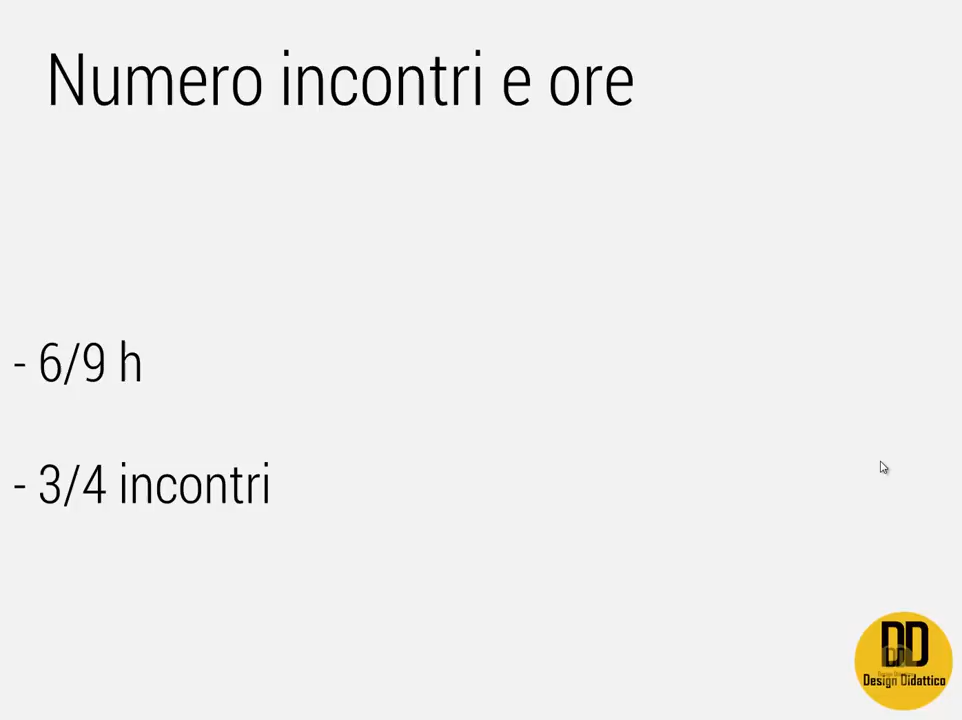 Numero incontri e ore
- 6/9 h
- 3/4 incontri
DD
Design Didattico